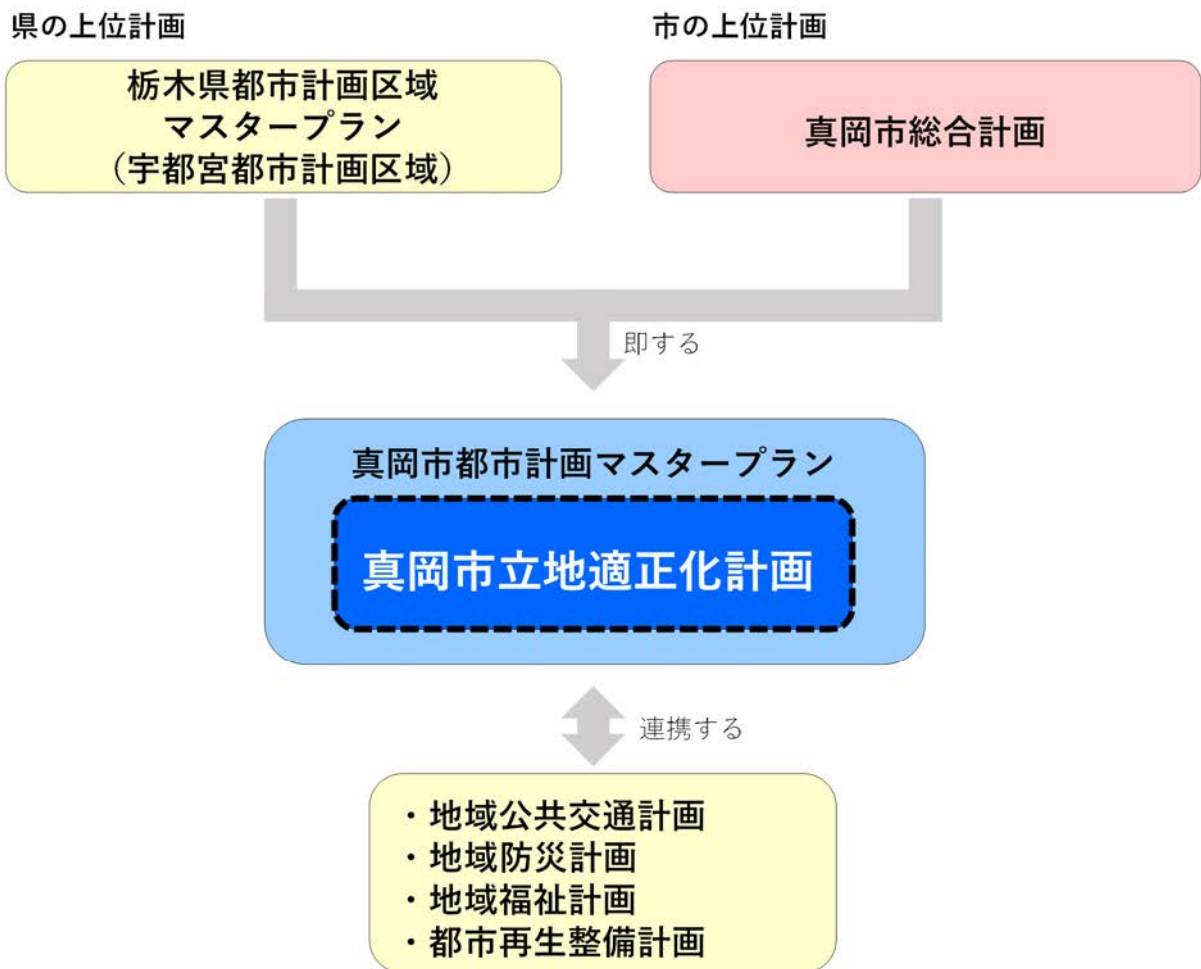 県の上位計画
市の上位計画
栃木県都市計画区域
マスタープラン
（宇都宮都市計画区域）
真岡市総合計画
即する
真岡市都市計画マスタープラン
真岡市立地適正化計画
連携する
・地域公共交通計画
・地域防災計画
・地域福祉計画
・都市再生整備計画